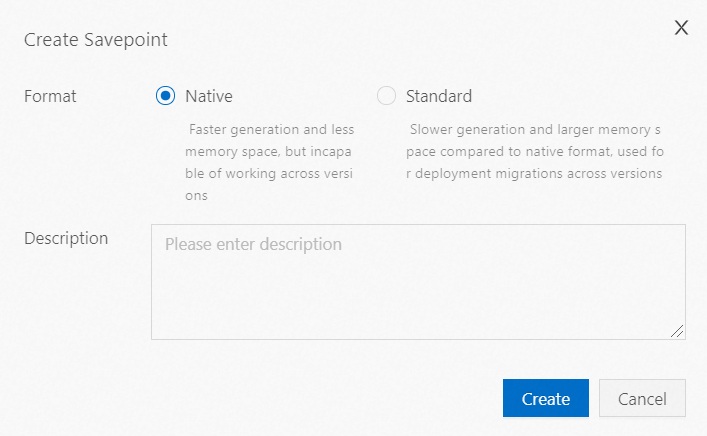 Create Savepoint
X
Format
Native
Standard
Faster generation and less
memory space, but incapa
ble of working across versi
ons
Slower generation and larger memory s
pace compared to native format, used fo
r deployment migrations across versions
Description
Please enter description
Create
Cancel